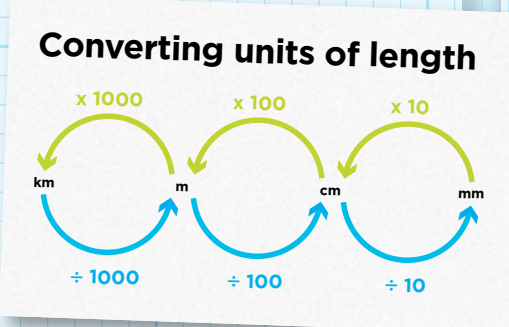 Converting units of length
x 1000 x 100 x 10
km m cm mm
÷ 1000 ÷ 100 ÷ 10